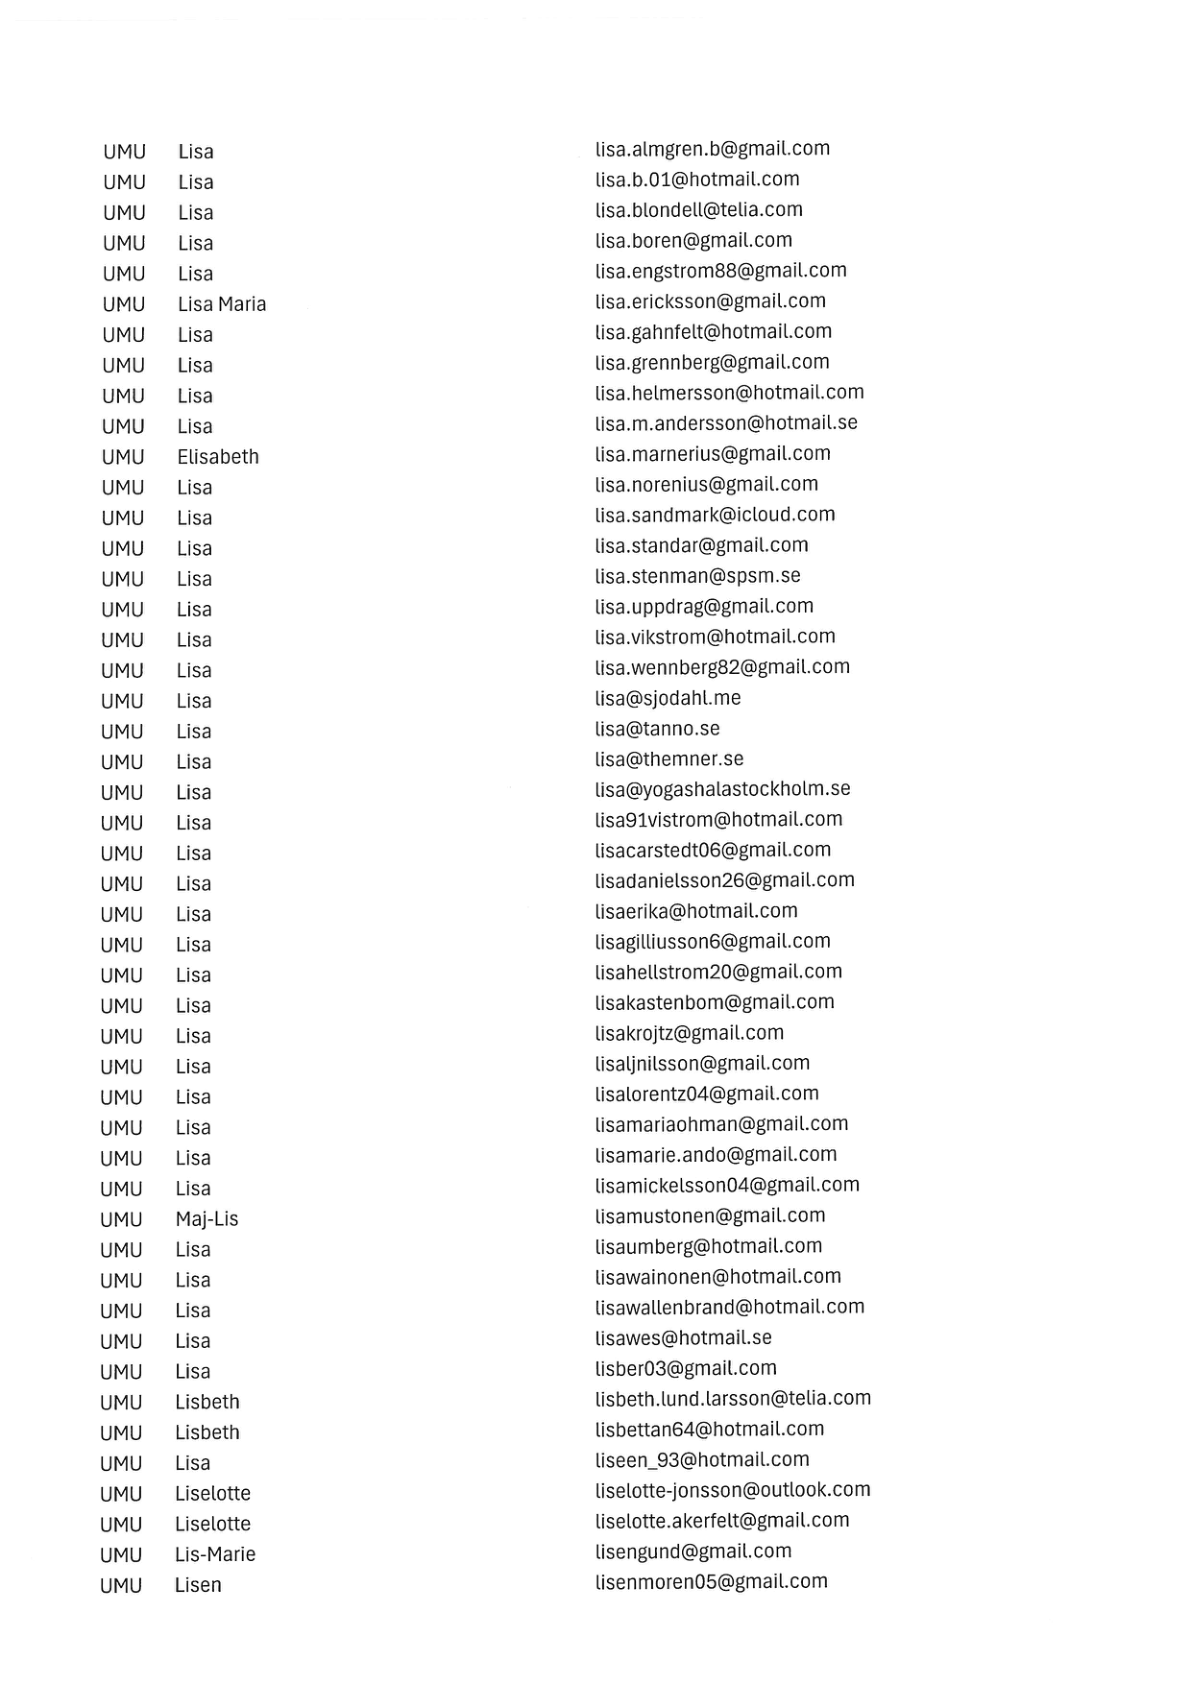 UMU Lisa lisa.almgren.b@gmail.com
UMU Lisa lisa.b.01@hotmail.com
UMU Lisa lisa.blondell@telia.com
UMU Lisa lisa.boren@gmail.com
UMU Lisa lisa.engstrom88@gmail.com
UMU Lisa Maria lisa.ericksson@gmail.com
UMU Lisa lisa.gahnfelt@hotmail.com
UMU Lisa lisa.grennberg@gmail.com
UMU Lisa lisa.helmersson@hotmail.com
UMU Lisa lisa.m.andersson@hotmail.se
UMU Elisabeth lisa.marnerius@gmail.com
UMU Lisa lisa.norenius@gmail.com
UMU Lisa lisa.sandmark@icloud.com
UMU Lisa lisa.standar@gmail.com
UMU Lisa lisa.stenman@spsm.se
UMU Lisa lisa.uppdrag@gmail.com
UMU Lisa lisa.vikstrom@hotmail.com
UMU Lisa lisa.wennberg82@gmail.com
UMU Lisa lisa@sjodahl.me
UMU Lisa lisa@tanno.se
UMU Lisa lisa@themner.se
UMU Lisa lisa@yogashalastockholm.se
UMU Lisa lisa91vistrom@hotmail.com
UMU Lisa lisacarstedt06@gmail.com
UMU Lisa lisadanielsson26@gmail.com
UMU Lisa lisaerika@hotmail.com
UMU Lisa lisagilliusson6@gmail.com
UMU Lisa lisahellstrom20@gmail.com
UMU Lisa lisakastenbom@gmail.com
UMU Lisa lisakrojtz@gmail.com
UMU Lisa lisaljnilsson@gmail.com
UMU Lisa lisalorentz04@gmail.com
UMU Lisa lisamariaohman@gmail.com
UMU Lisa lisamarie.ando@gmail.com
UMU Lisa lisamickelsson04@gmail.com
UMU Maj-Lis lisamustonen@gmail.com
UMU Lisa lisaumberg@hotmail.com
UMU Lisa lisawainonen@hotmail.com
UMU Lisa lisawallenbrand@hotmail.com
UMU Lisa lisawes@hotmail.se
UMU Lisa lisber03@gmail.com
UMU Lisbeth lisbeth.lund.larsson@telia.com
UMU Lisbeth lisbettan64@hotmail.com
UMU Lisa liseen_93@hotmail.com
UMU Liselotte liselotte-jonsson@outlook.com
UMU Liselotte liselotte.akerfelt@gmail.com
UMU Lis-Marie lisengund@gmail.com
UMU Lisen lisenmoren05@gmail.com